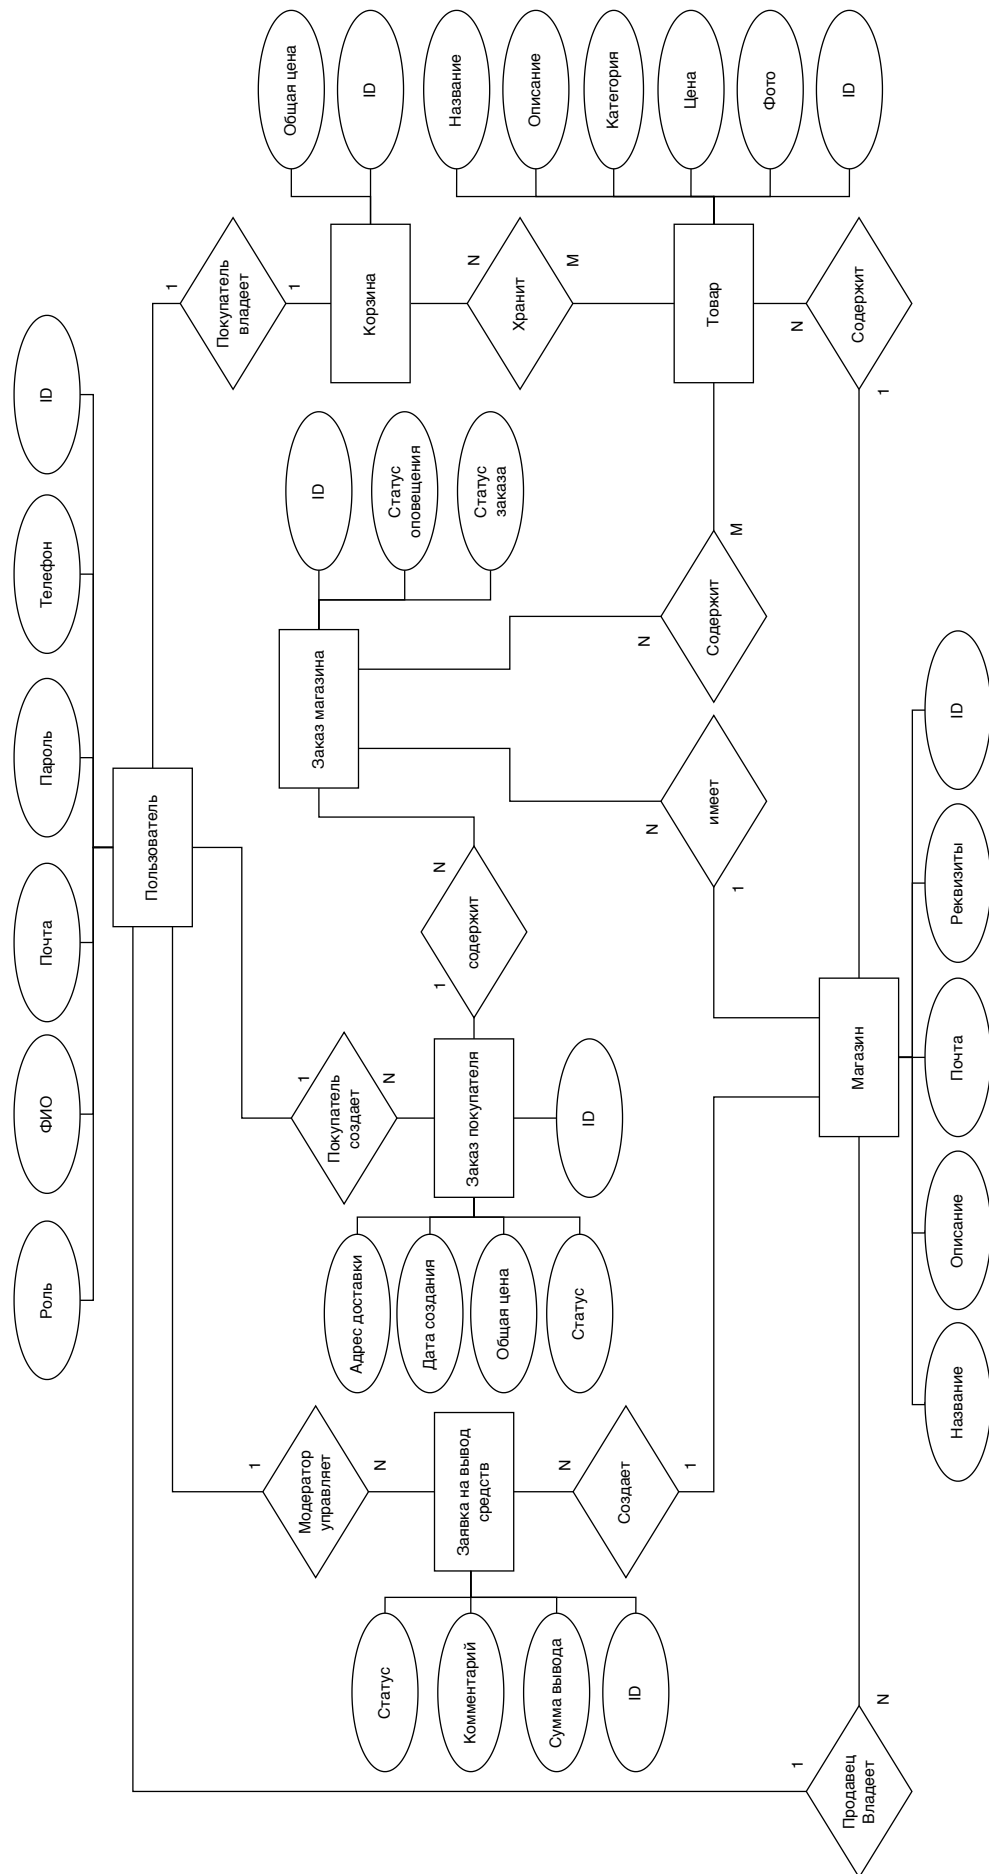 Роль
ФИО
Почта
Пароль
Телефон
ID
Пользователь
1
Покупатель
владеет
1
1
Модератор
управляет
N
1
Покупатель
создает
N
Общая цена
ID
Корзина
ID
Статус
оповещения
Статус
заказа
Заказ магазина
Статус
Комментарий
Сумма вывода
ID
Заявка на вывод
средств
Адрес доставки
Дата создания
Общая цена
Статус
Заказ покупателя
ID
1
содержит
N
N
Хранит
M
Название
Описание
Категория
Цена
Фото
ID
Товар
N
Создает
1
N
имеет
1
N
Содержит
M
N
Содержит
1
1
Продавец
Владеет
N
Магазин
Название
Описание
Почта
Реквизиты
ID